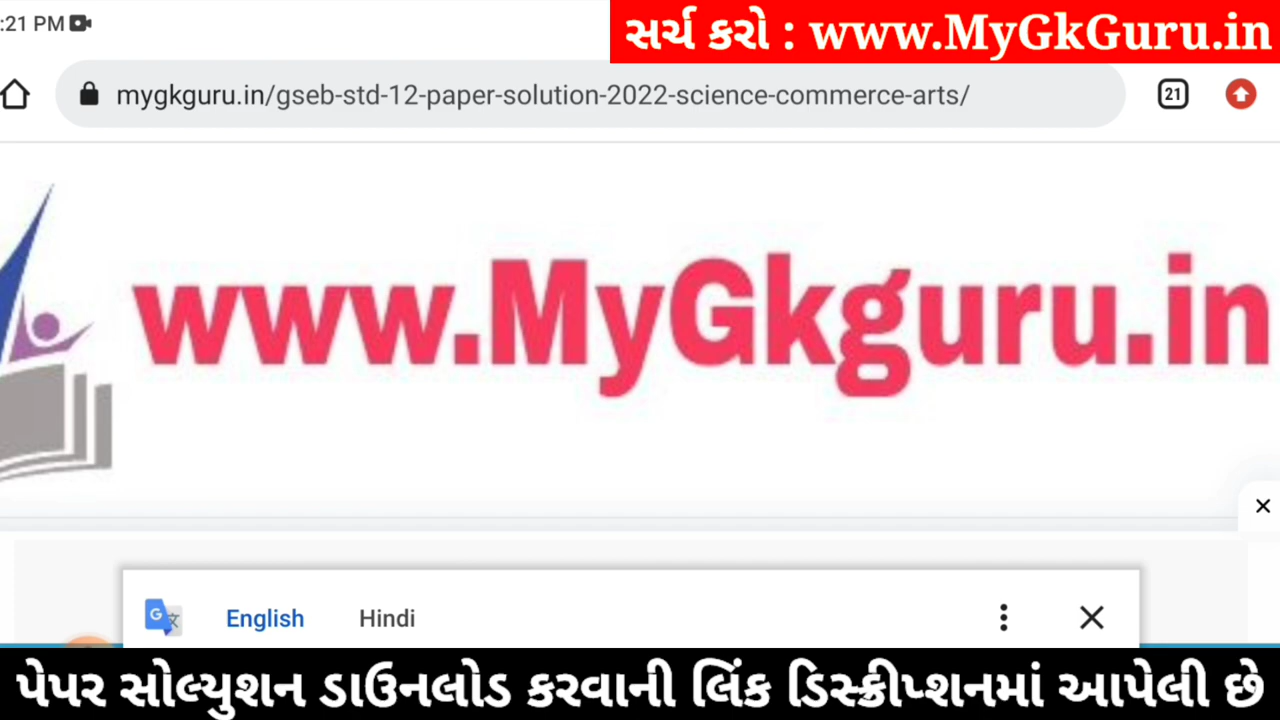 :21 PM
સર્ચ કરો : www.MyGkGuru.in
mygkguru.in/gseb-std-12-paper-solution-2022-science-commerce-arts/
21
www.MyGkguru.in
English Hindi
પેપર સોલ્યુશન ડાઉનલોડ કરવાની લિંક ડિસ્ક્રીપ્શનમાં આપેલી છે